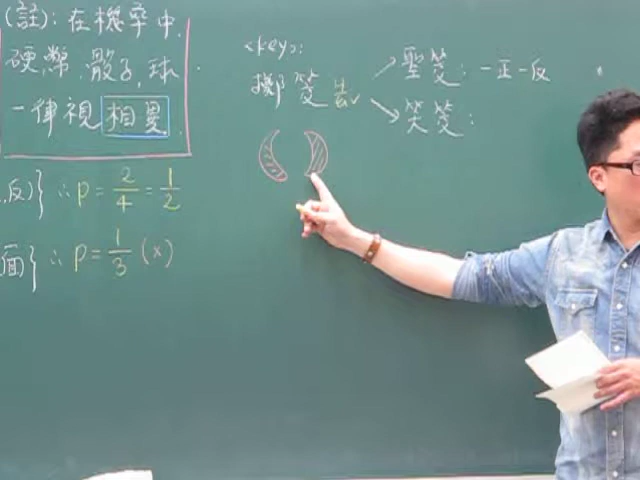 (註): 在機率中
硬幣, 骰子, 球
一律視 相異
,反)} ∴ P = 2/4 = 1/2
面} ∴ P = 1/3 (×)
<key>:
擲筊
聖筊: 一正一反
笑筊: